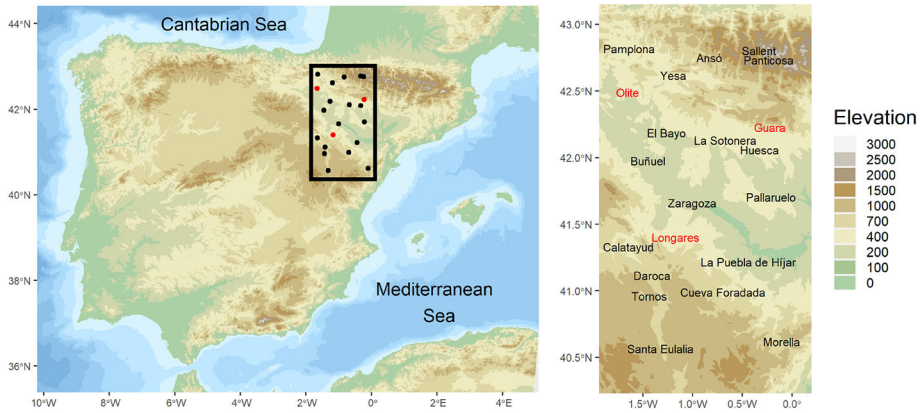 44°N
42°N
40°N
38°N
36°N
10°W
8°W
6°W
4°W
2°W
0°
2°E
4°E
Cantabrian Sea
Mediterranean
Sea
43.0°N
42.5°N
42.0°N
41.5°N
41.0°N
40.5°N
1.5°W
1.0°W
0.5°W
0.0°
Pamplona
Ansó
Sallent
Panticosa
Yesa
Olite
Guara
El Bayo
La Sotonera
Huesca
Buñuel
Zaragoza
Pallaruelo
Longares
Calatayud
La Puebla de Híjar
Daroca
Tornos
Cueva Foradada
Santa Eulalia
Morella
Elevation
3000
2500
2000
1500
1000
700
400
200
100
0